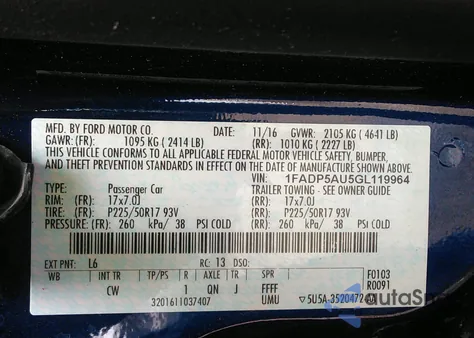 MFD. BY FORD MOTOR CO.
DATE: 11/16 GVWR: 2105 KG ( 4641 LB)
GAWR: (FR): 1095 KG ( 2414 LB) (RR): 1010 KG ( 2227 LB)
THIS VEHICLE CONFORMS TO ALL APPLICABLE FEDERAL MOTOR VEHICLE SAFETY, BUMPER,
AND THEFT PREVENTION STANDARDS IN EFFECT ON THE DATE OF MANUFACTURE SHOWN ABOVE.
VIN: 1FADP5AU5GL119964
TYPE: Passenger Car TRAILER TOWING - SEE OWNER GUIDE
RIM: (FR) 17x7.0J (RR): 17x7.0J
TIRE: (FR) P225/50R17 93V (RR): P225/50R17 93V
PRESSURE: (FR) 260 kPa/ 38 PSI COLD (RR): 260 kPa/ 38 PSI COLD
EXT PNT: L6 RC: 13 DSO: F0103
WB INT TR TP/PS R AXLE TR SPR R0091
CW 1 QN J FFFF
3201611037407 UMU 5U5A-3520472-AA